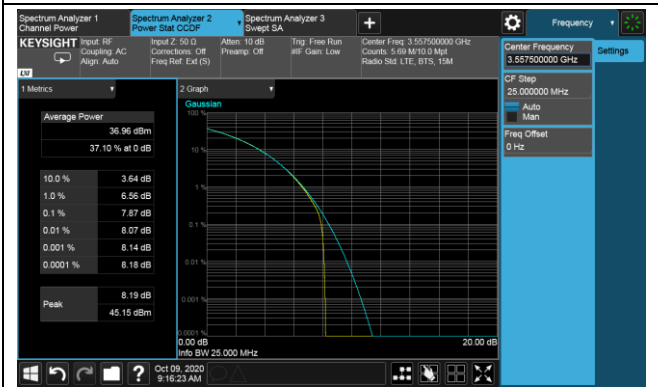 Spectrum Analyzer 1
Channel Power
Spectrum Analyzer 2
Power Stat CCDF
Spectrum Analyzer 3
Swept SA
Frequency
KEYSIGHT
Input: RF
Coupling: AC
Align: Auto
Input Z: 50 Ω
Corrections: Off
Freq Ref: Ext (S)
Atten: 10 dB
Preamp: Off
Trig: Free Run
#IF Gain: Low
Center Freq: 3.557500000 GHz
Counts: 5.69 M/10.0 Mpt
Radio Std: LTE, BTS, 15M
LXI
Center Frequency
3.557500000 GHz
Settings
CF Step
25.000000 MHz
Auto
Man
Freq Offset
0 Hz
1 Metrics
Average Power
36.96 dBm
37.10 % at 0 dB
10.0 % 3.64 dB
1.0 % 6.56 dB
0.1 % 7.87 dB
0.01 % 8.07 dB
0.001 % 8.14 dB
0.0001 % 8.18 dB
Peak
8.19 dB
45.15 dBm
2 Graph
Gaussian
100 %
10 %
1 %
0.1 %
0.01 %
0.001 %
0.0001 %
0.00 dB
20.00 dB
Info BW 25.000 MHz
Oct 09, 2020
9:16:23 AM